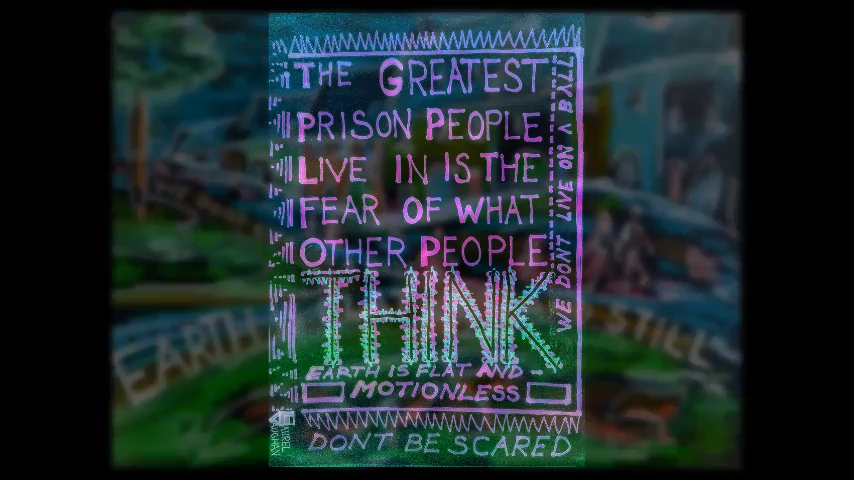 THE GREATEST
PRISON PEOPLE
LIVE IN IS THE
FEAR OF WHAT
OTHER PEOPLE
THINK
EARTH IS FLAT AND -
MOTIONLESS
DONT BE SCARED
WE DONT LIVE ON A BALL
EARTH
STILL